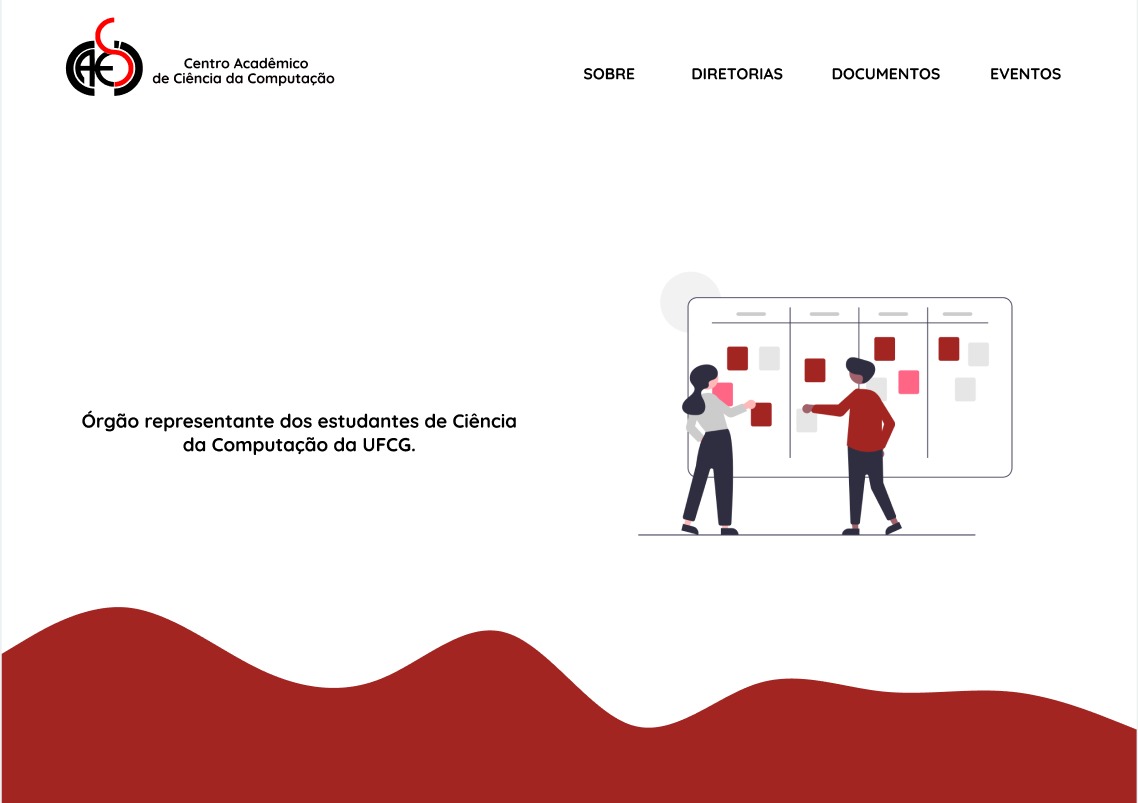 Centro Acadêmico
de Ciência da Computação
SOBRE
DIRETORIAS
DOCUMENTOS
EVENTOS
Órgão representante dos estudantes de Ciência
da Computação da UFCG.